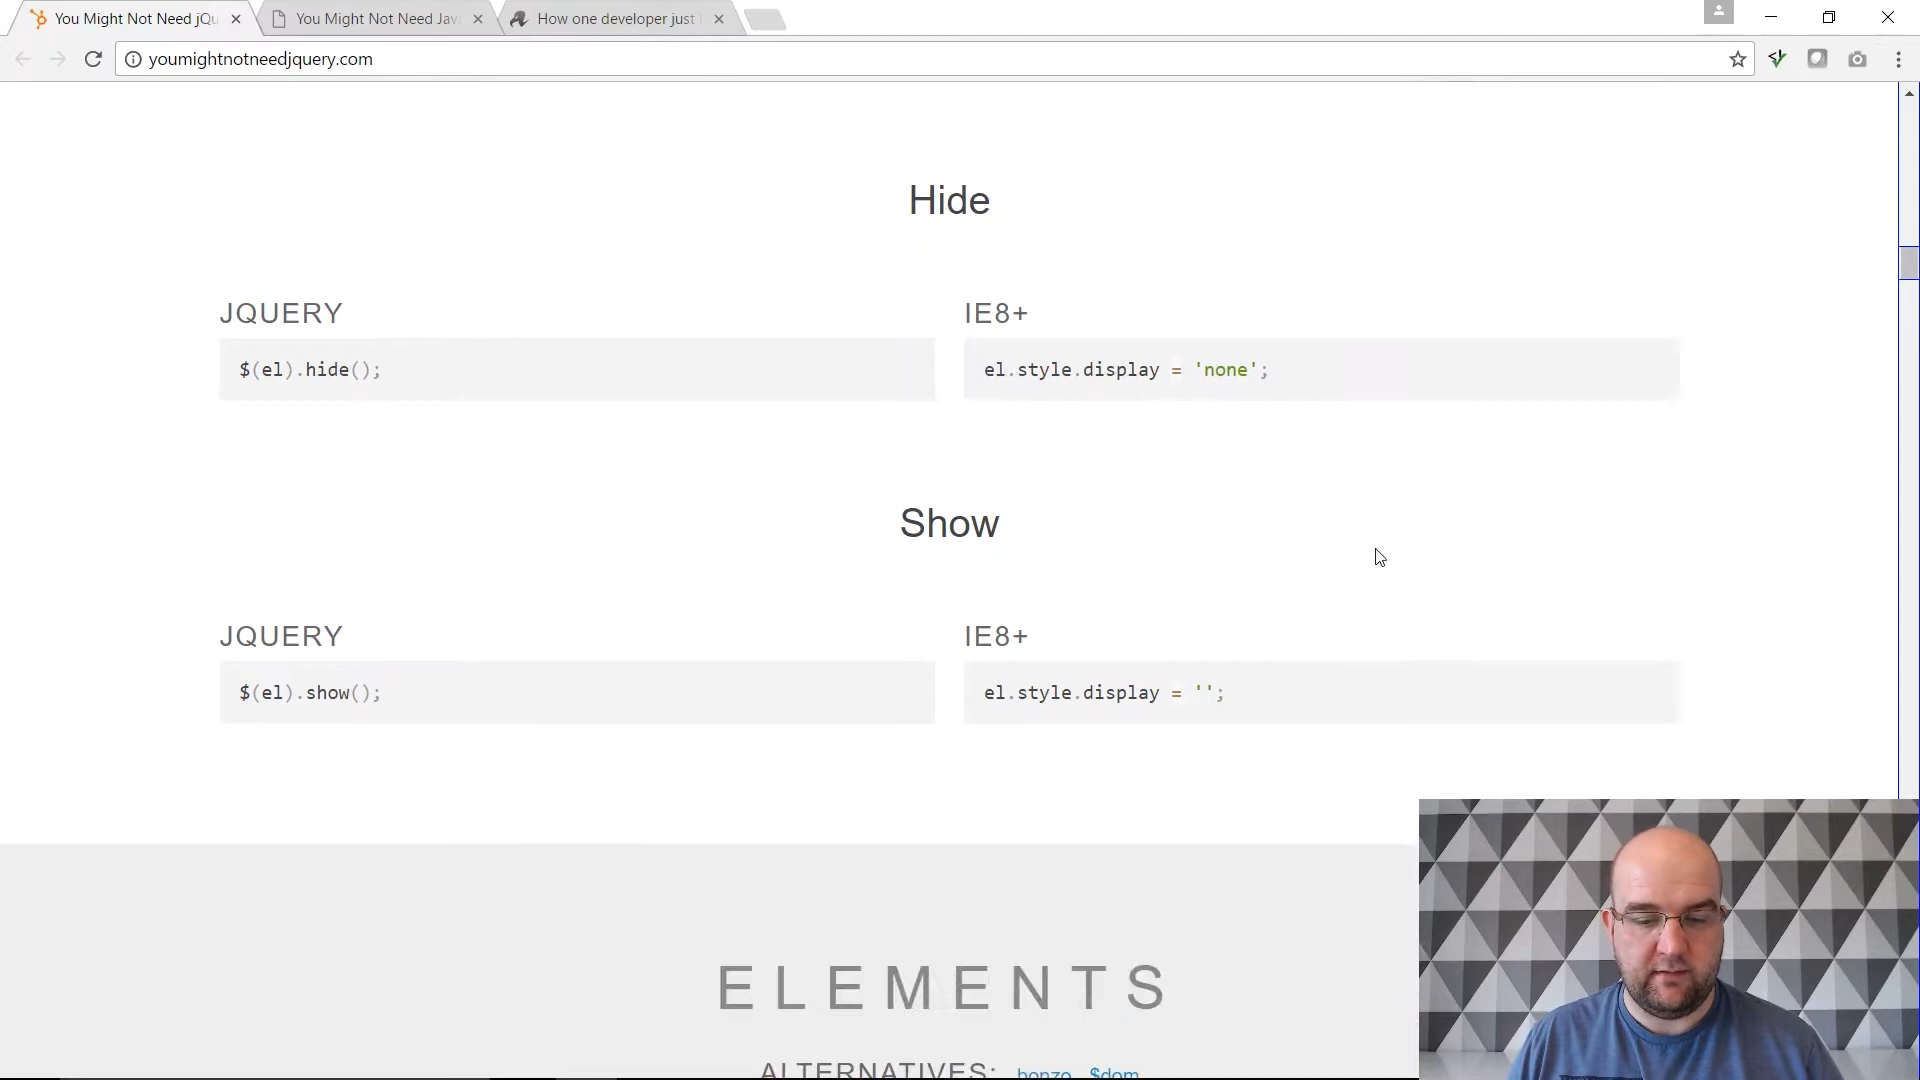 You Might Not Need jQu
You Might Not Need Jav
How one developer just
youmightnotneedjquery.com
Hide
JQUERY
IE8+
$(el).hide();
el.style.display = 'none';
Show
JQUERY
IE8+
$(el).show();
el.style.display = '';
ELEMENTS
ALTERNATIVES: bonzo $dom